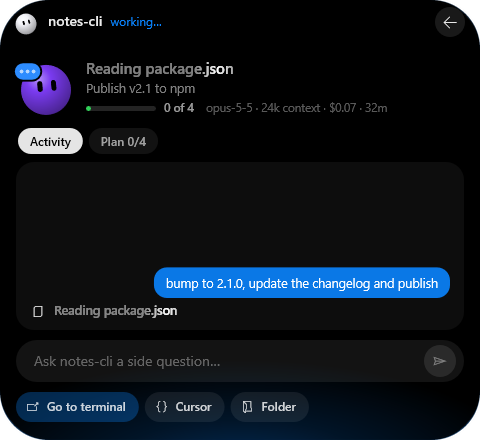 notes-cli working...
Reading package.json
Publish v2.1 to npm
0 of 4 opus-5-5 · 24k context · $0.07 · 32m
Activity Plan 0/4
bump to 2.1.0, update the changelog and publish
Reading package.json
Ask notes-cli a side question...
Go to terminal {} Cursor Folder